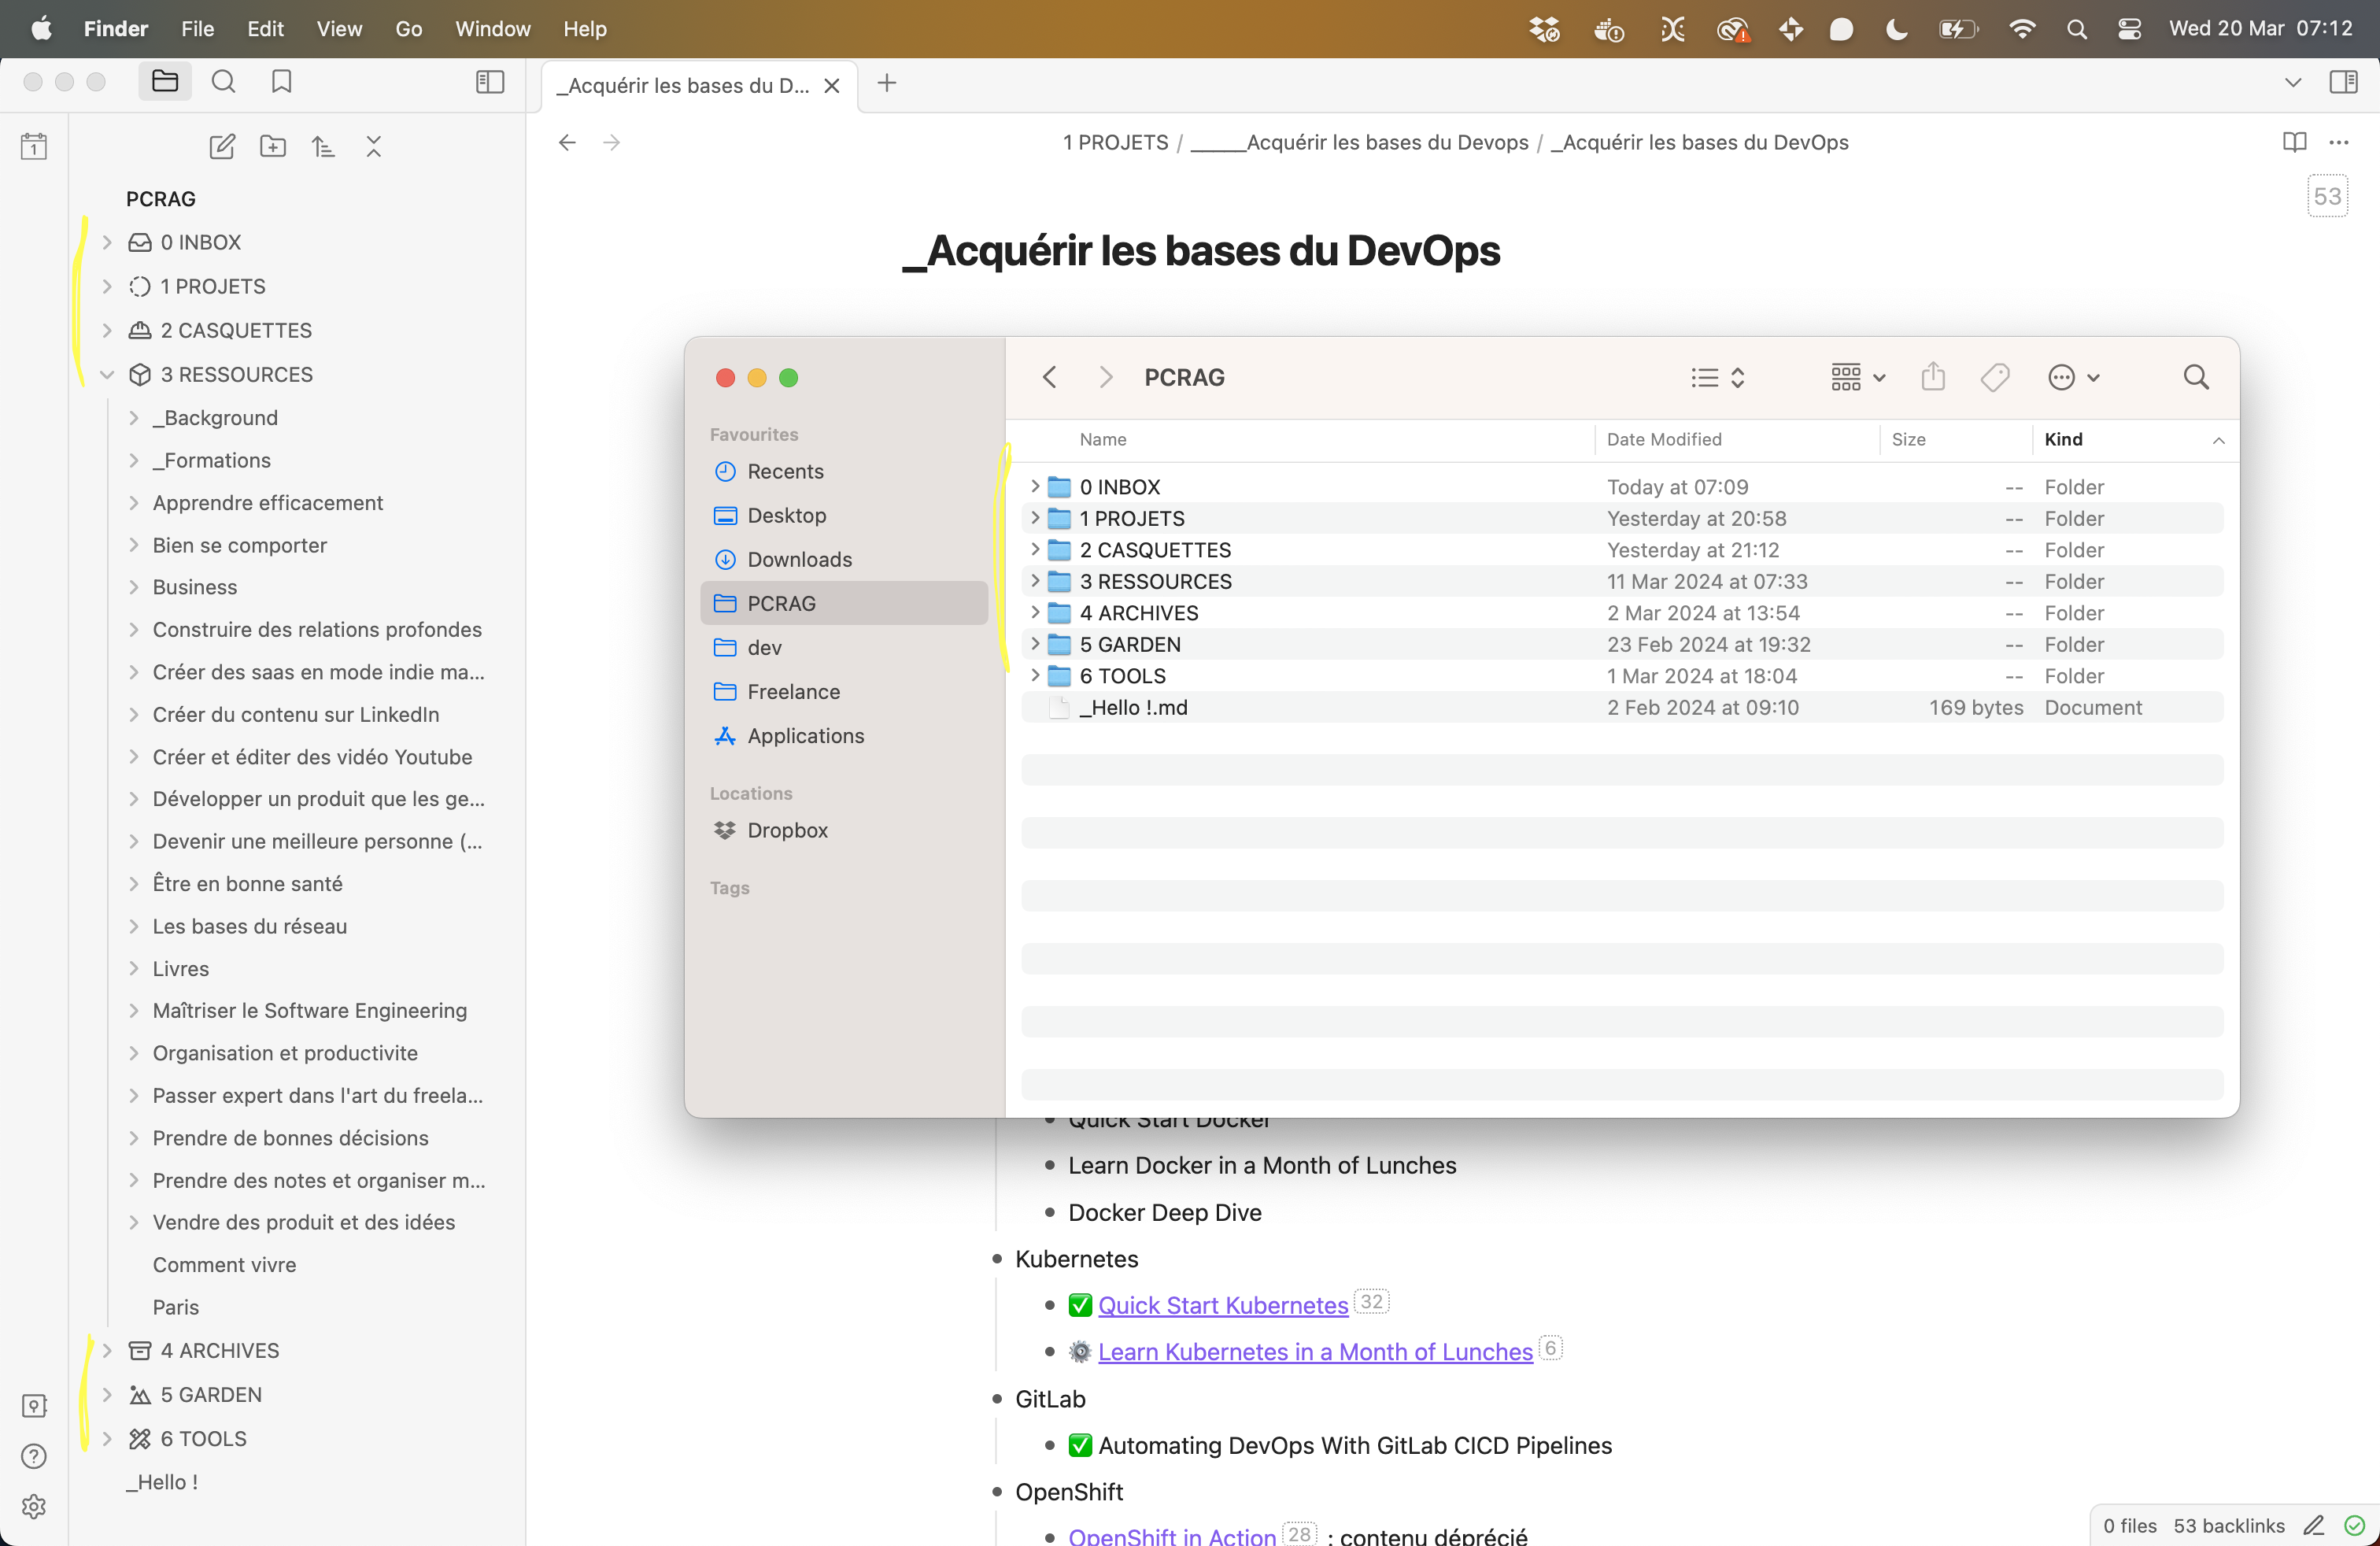 Finder File Edit View Go Window Help Wed 20 Mar 07:12
_Acquérir les bases du D...
1
1 PROJETS / _____Acquérir les bases du Devops / _Acquérir les bases du DevOps
53
PCRAG
0 INBOX
1 PROJETS
2 CASQUETTES
3 RESSOURCES
_Background
_Formations
Apprendre efficacement
Bien se comporter
Business
Construire des relations profondes
Créer des saas en mode indie ma...
Créer du contenu sur LinkedIn
Créer et éditer des vidéo Youtube
Développer un produit que les ge...
Devenir une meilleure personne (...
Être en bonne santé
Les bases du réseau
Livres
Maîtriser le Software Engineering
Organisation et productivite
Passer expert dans l'art du freela...
Prendre de bonnes décisions
Prendre des notes et organiser m...
Vendre des produit et des idées
Comment vivre
Paris
4 ARCHIVES
5 GARDEN
6 TOOLS
_Hello !
_Acquérir les bases du DevOps
PCRAG
Favourites
Recents
Desktop
Downloads
PCRAG
dev
Freelance
Applications
Locations
Dropbox
Tags
Name Date Modified Size Kind
0 INBOX Today at 07:09 -- Folder
1 PROJETS Yesterday at 20:58 -- Folder
2 CASQUETTES Yesterday at 21:12 -- Folder
3 RESSOURCES 11 Mar 2024 at 07:33 -- Folder
4 ARCHIVES 2 Mar 2024 at 13:54 -- Folder
5 GARDEN 23 Feb 2024 at 19:32 -- Folder
6 TOOLS 1 Mar 2024 at 18:04 -- Folder
_Hello !.md 2 Feb 2024 at 09:10 169 bytes Document
Quick Start Docker
Learn Docker in a Month of Lunches
Docker Deep Dive
Kubernetes
✅ Quick Start Kubernetes 32
⚙️ Learn Kubernetes in a Month of Lunches 6
GitLab
✅ Automating DevOps With GitLab CICD Pipelines
OpenShift
OpenShift in Action 28 : contenu déprécié
0 files 53 backlinks